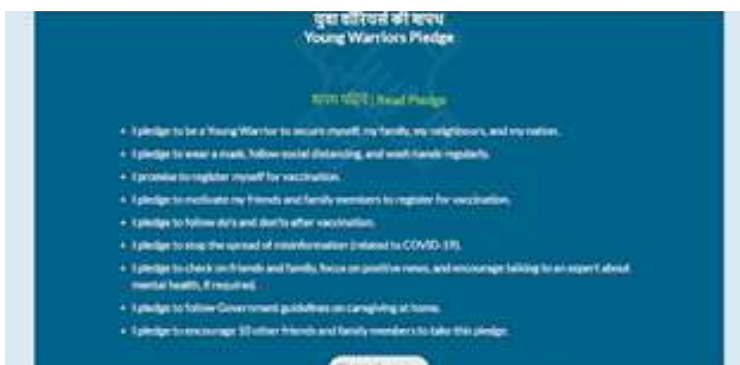 युवा वॉरियर्स की शपथ
Young Warriors Pledge
शपथ पढ़िये | Read Pledge
• I pledge to be a Young Warrior to secure myself, my family, my neighbours, and my nation.
• I pledge to wear a mask, follow social distancing, and wash hands regularly.
• I promise to register myself for vaccination.
• I pledge to motivate my friends and family members to register for vaccination.
• I pledge to follow do's and don'ts after vaccination.
• I pledge to stop the spread of misinformation (related to COVID-19).
• I pledge to check on friends and family, focus on positive news, and encourage talking to an expert about
mental health, if required.
• I pledge to follow Government guidelines on caregiving at home.
• I pledge to encourage 10 other friends and family members to take this pledge.